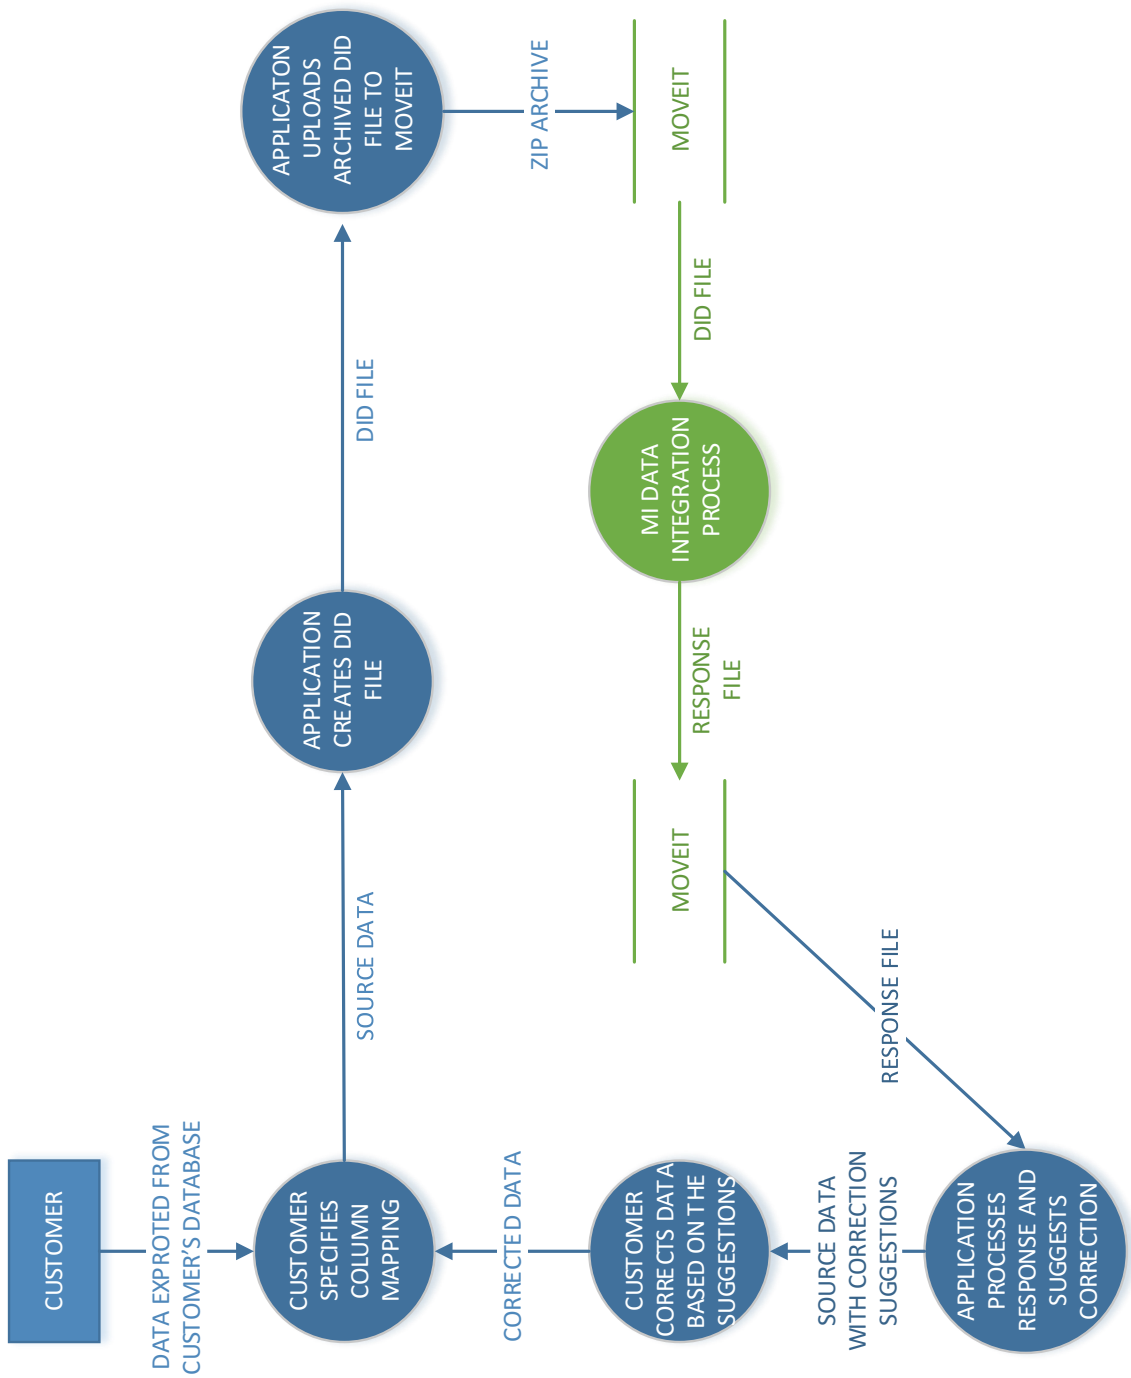 CUSTOMER
DATA EXPROTED FROM
CUSTOMER'S DATABASE
CUSTOMER
SPECIFIES
COLUMN
MAPPING
SOURCE DATA
APPLICATION
CREATES DID
FILE
DID FILE
APPLICATON
UPLOADS
ARCHIVED DID
FILE TO
MOVEIT
ZIP ARCHIVE
MOVEIT
DID FILE
MI DATA
INTEGRATION
PROCESS
RESPONSE
FILE
MOVEIT
RESPONSE FILE
APPLICATION
PROCESSES
RESPONSE AND
SUGGESTS
CORRECTION
SOURCE DATA
WITH CORRECTION
SUGGESTIONS
CUSTOMER
CORRECTS DATA
BASED ON THE
SUGGESTIONS
CORRECTED DATA